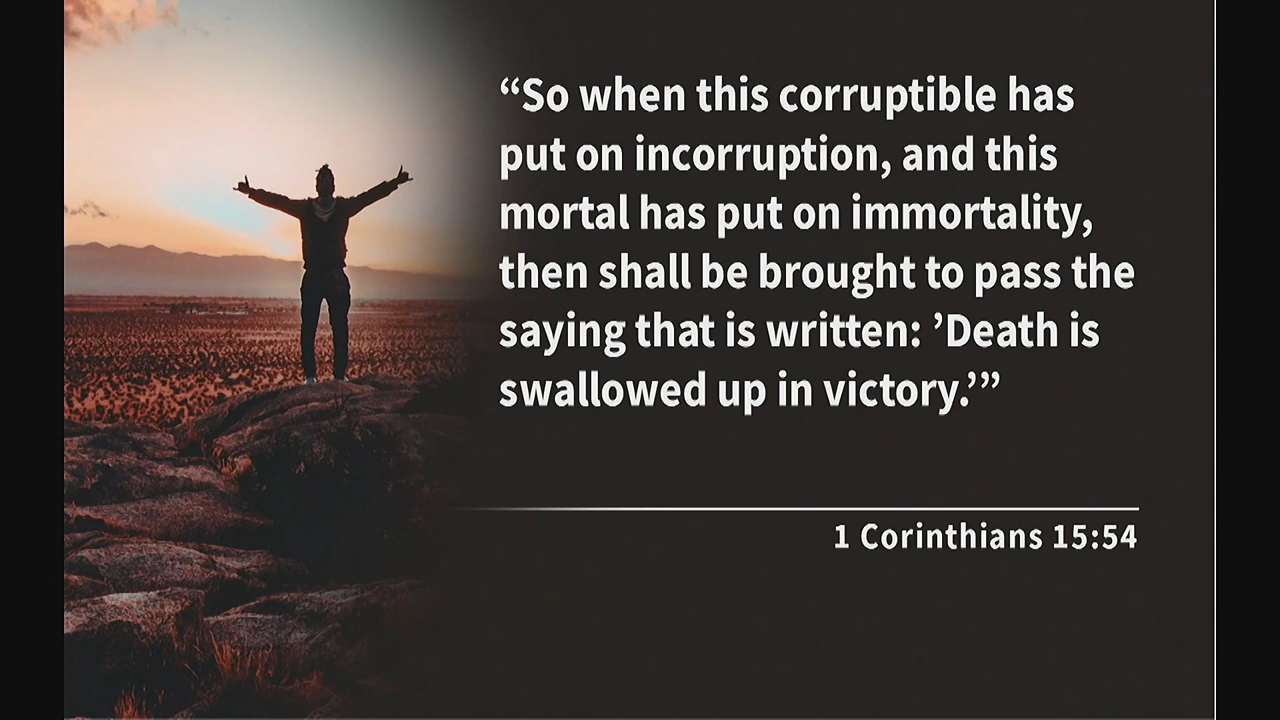 “So when this corruptible has
put on incorruption, and this
mortal has put on immortality,
then shall be brought to pass the
saying that is written: ’Death is
swallowed up in victory.’”
1 Corinthians 15:54